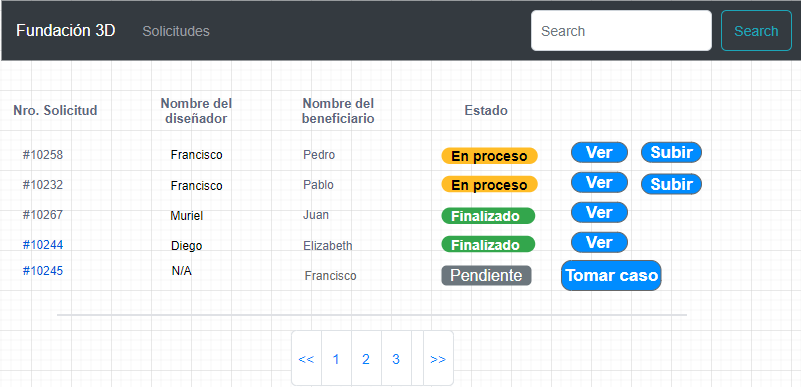 Fundación 3D Solicitudes Search Search
Nro. Solicitud Nombre del diseñador Nombre del beneficiario Estado
#10258 Francisco Pedro En proceso Ver Subir
#10232 Francisco Pablo En proceso Ver Subir
#10267 Muriel Juan Finalizado Ver
#10244 Diego Elizabeth Finalizado Ver
#10245 N/A Francisco Pendiente Tomar caso
<< 1 2 3 >>